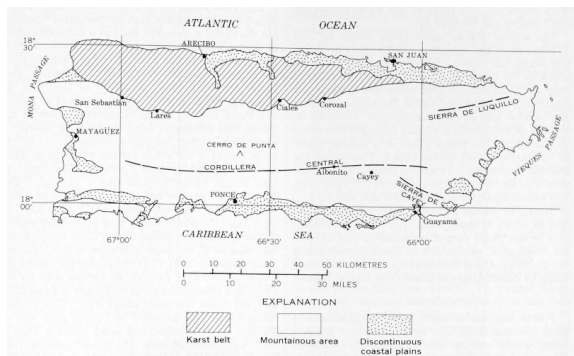 ATLANTIC OCEAN
18°
30'
ARECIBO
SAN JUAN
MONA PASSAGE
San Sebastián
Lares
Ciales
Corozal
SIERRA DE LUQUILLO
MAYAGÜEZ
CERRO DE PUNTA
VIEQUES PASSAGE
CORDILLERA CENTRAL
Aibonito
Cayey
SIERRA DE CAYEY
18°
00'
PONCE
Guayama
67°00'
CARIBBEAN SEA
66°30'
66°00'
0 10 20 30 40 50 KILOMETRES
0 10 20 30 MILES
EXPLANATION
Karst belt
Mountainous area
Discontinuous
coastal plains